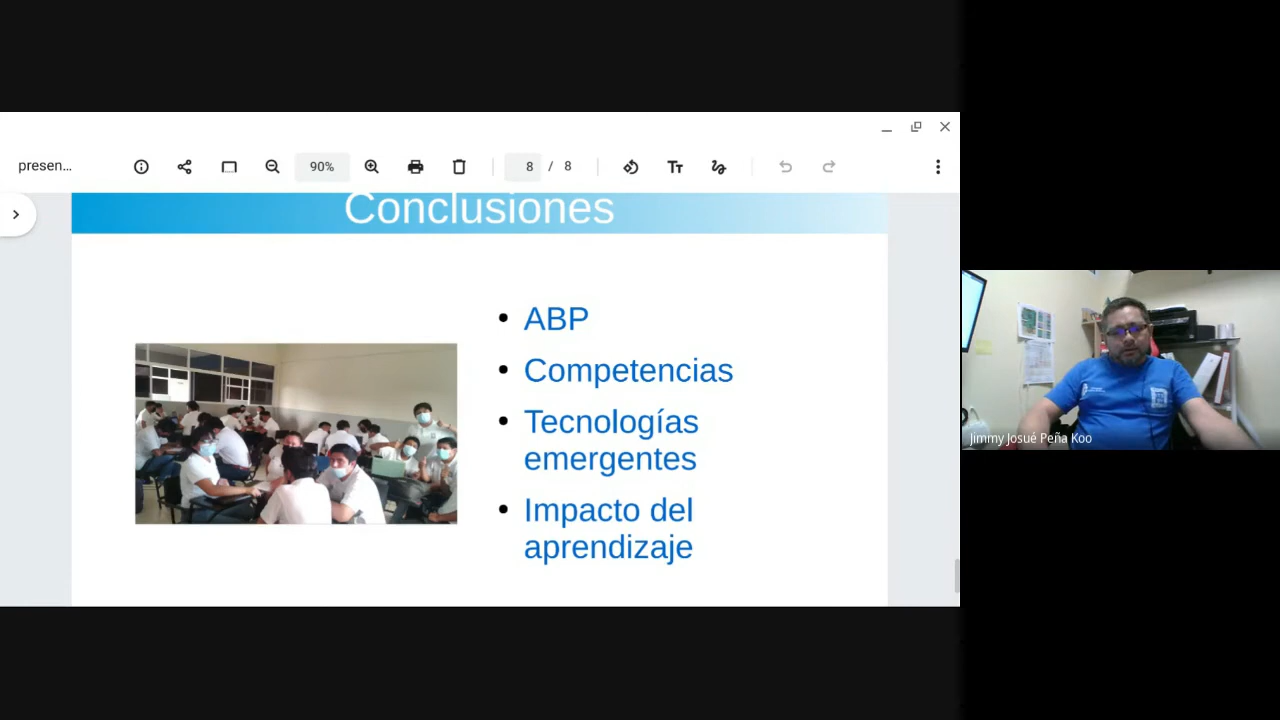 presen...
90%
8 / 8
Conclusiones
ABP
Competencias
Tecnologías
emergentes
Impacto del
aprendizaje
Jimmy Josué Peña Koo